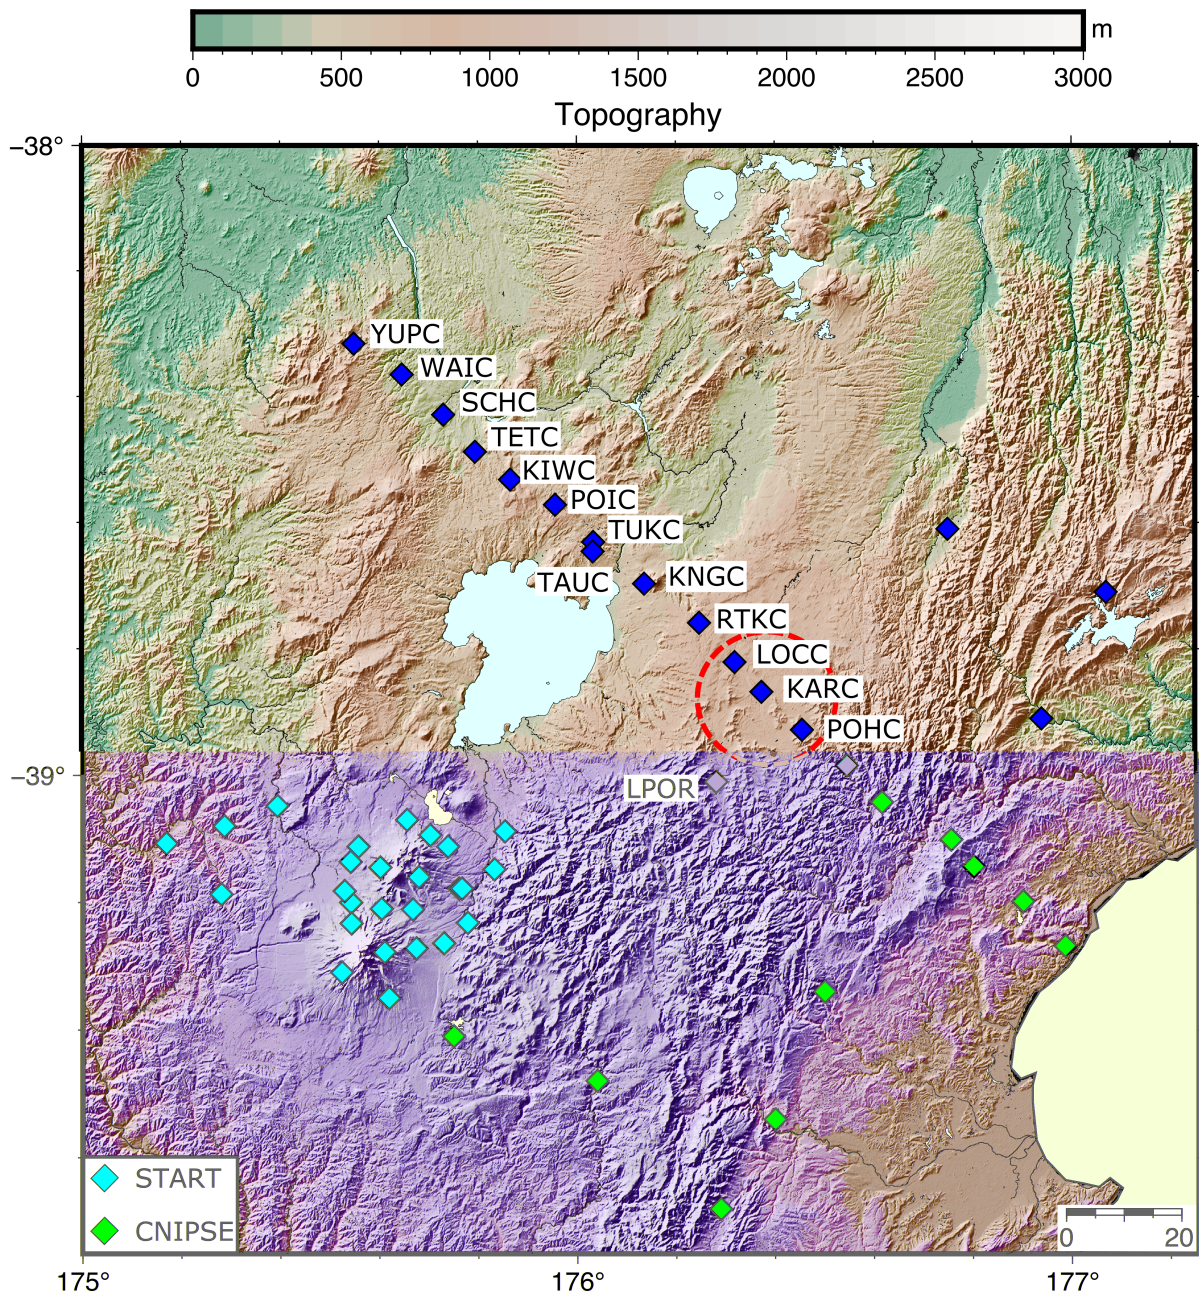 m
0 500 1000 1500 2000 2500 3000
Topography
−38°
YUPC
WAIC
SCHC
TETC
KIWC
POIC
TUKC
TAUC
KNGC
RTKC
LOCC
KARC
POHC
−39°
LPOR
START
CNIPSE
0 20
175° 176° 177°